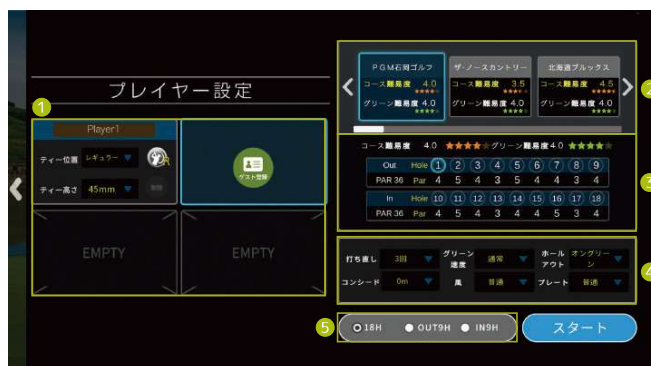 プレイヤー設定
1
Player1
ティー位置 レギュラー R
ティー高さ 45mm 削除
ゲスト登録
EMPTY EMPTY
PGM石岡ゴルフ ザ・ノースカントリー 北海道ブルックス
コース難易度 4.0 コース難易度 3.5 コース難易度 4.5
グリーン難易度 4.0 グリーン難易度 4.0 グリーン難易度 4.0
2
コース難易度 4.0 ★★★★★ グリーン難易度 4.0 ★★★★★
Out Hole 1 2 3 4 5 6 7 8 9
PAR 36 Par 4 5 4 3 5 4 4 3 4
In Hole 10 11 12 13 14 15 16 17 18
PAR 36 Par 4 4 3 4 4 4 5 3 4
3
打ち直し 3回 グリーン速度 通常 ホールアウト オングリーン
コンシード 0m 風 普通 プレート 普通
4
5
18H OUT9H IN9H スタート